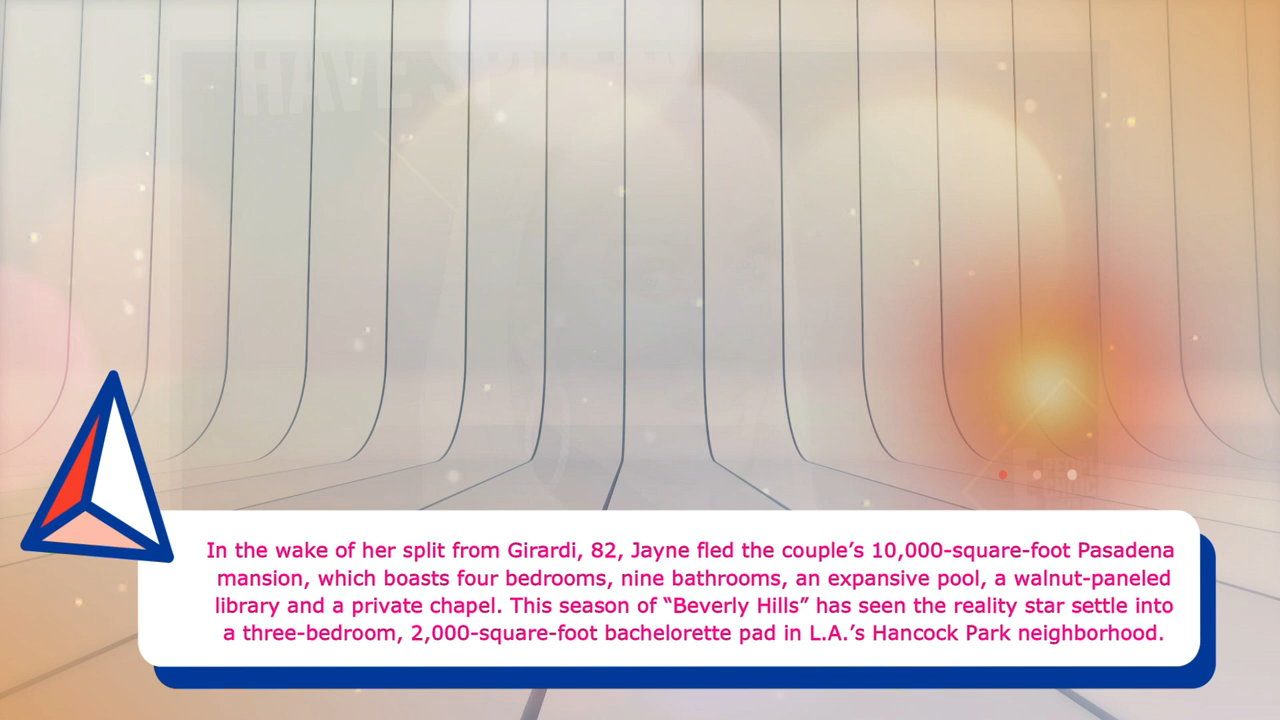 HAVE
In the wake of her split from Girardi, 82, Jayne fled the couple’s 10,000-square-foot Pasadena
mansion, which boasts four bedrooms, nine bathrooms, an expansive pool, a walnut-paneled
library and a private chapel. This season of “Beverly Hills” has seen the reality star settle into
a three-bedroom, 2,000-square-foot bachelorette pad in L.A.’s Hancock Park neighborhood.